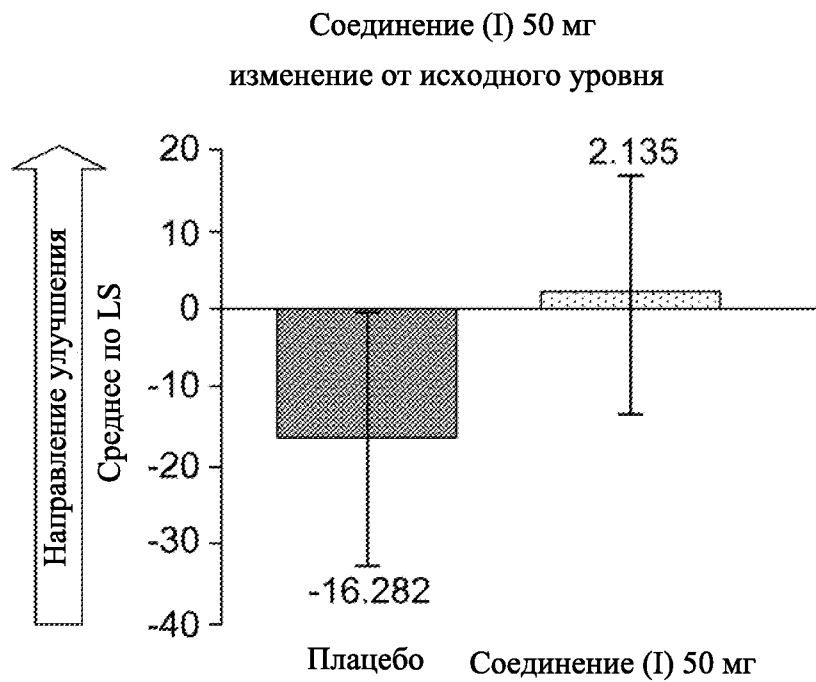 Соединение (I) 50 мг
изменение от исходного уровня
Направление улучшения
Среднее по LS
20
10
0
-10
-20
-30
-40
2.135
-16.282
Плацебо
Соединение (I) 50 мг